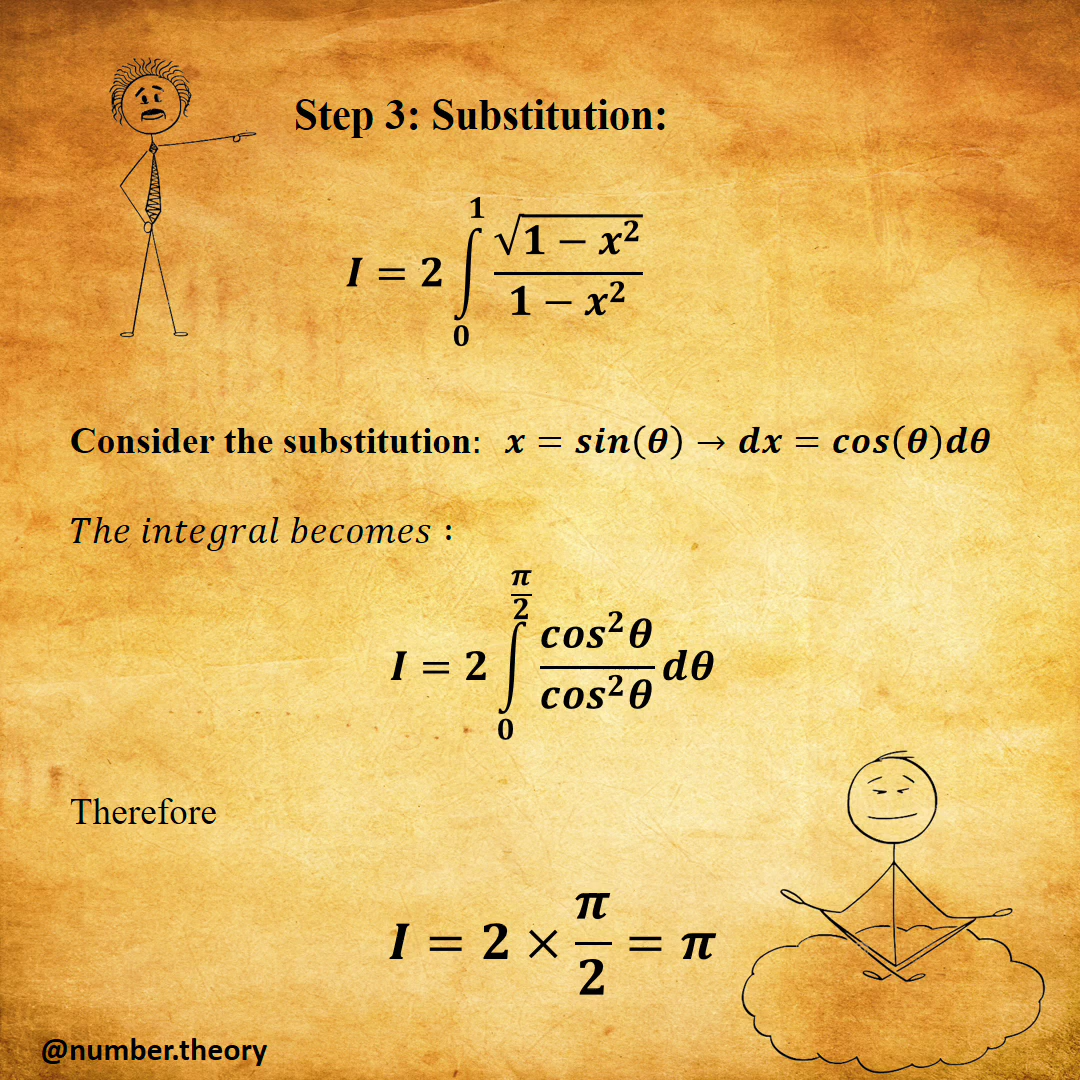 Step 3: Substitution:
I = 2 ∫₀¹ √(1 − x²) / (1 − x²)
Consider the substitution: x = sin(θ) → dx = cos(θ)dθ
The integral becomes :
I = 2 ∫₀^(π/2) cos²θ / cos²θ dθ
Therefore
I = 2 × π/2 = π
@number.theory